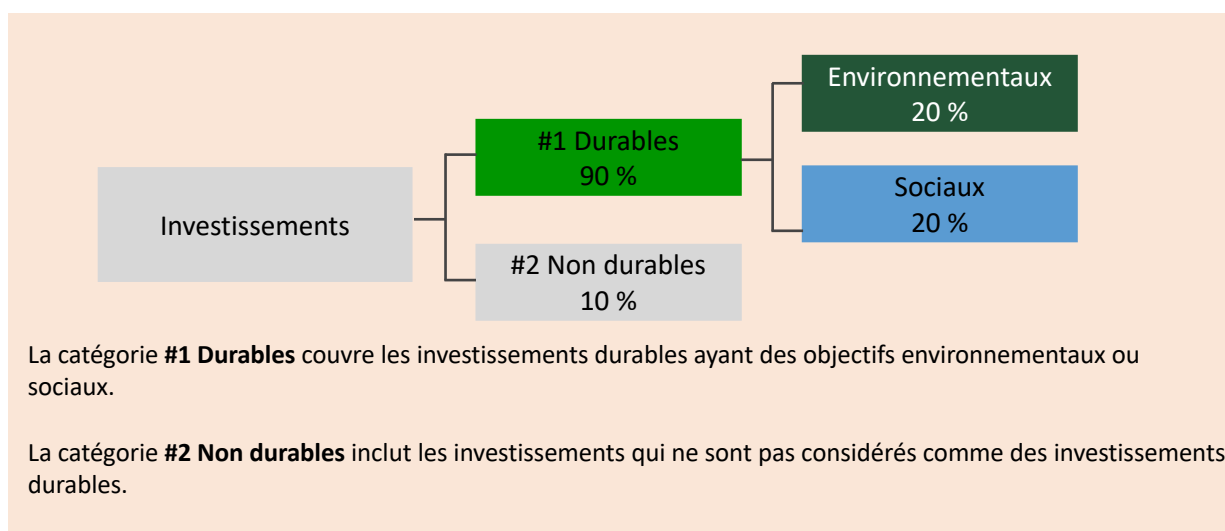 Environnementaux
20 %
#1 Durables
90 %
Sociaux
20 %
Investissements
#2 Non durables
10 %
La catégorie #1 Durables couvre les investissements durables ayant des objectifs environnementaux ou
sociaux.
La catégorie #2 Non durables inclut les investissements qui ne sont pas considérés comme des investissements
durables.